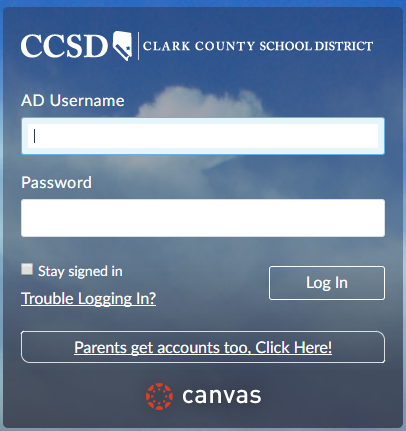 CCSD CLARK COUNTY SCHOOL DISTRICT
AD Username
Password
Stay signed in
Log In
Trouble Logging In?
Parents get accounts too, Click Here!
canvas